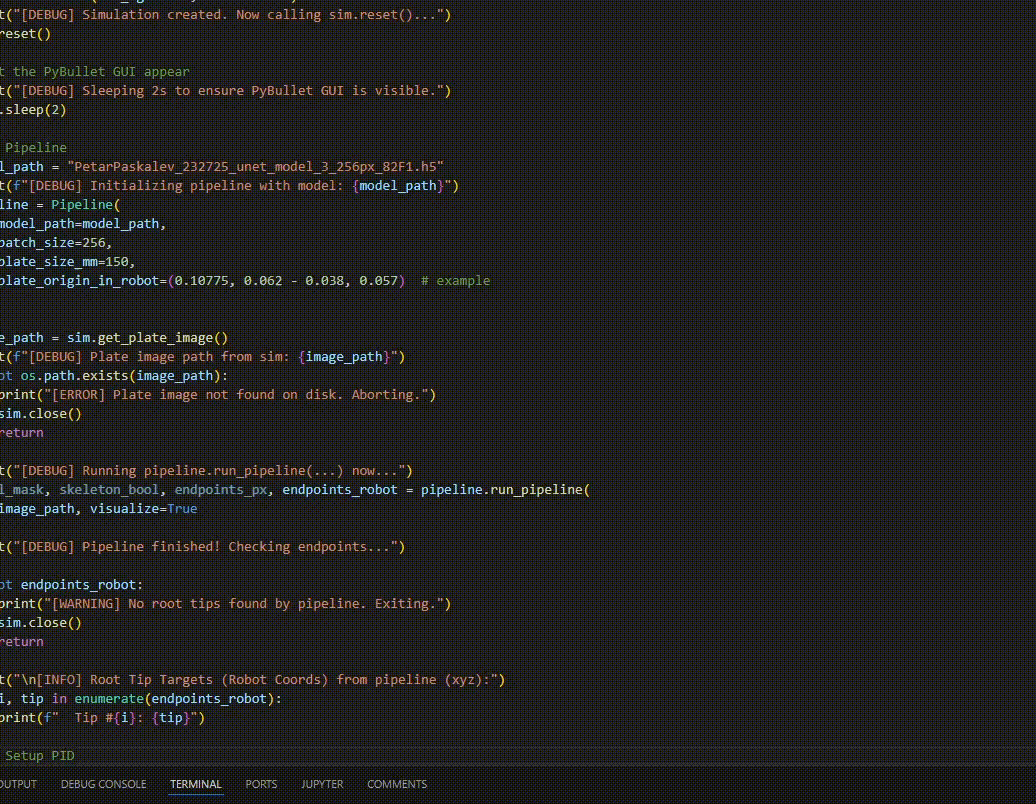 t("[DEBUG] Simulation created. Now calling sim.reset()...")
reset()
t the PyBullet GUI appear
t("[DEBUG] Sleeping 2s to ensure PyBullet GUI is visible.")
.sleep(2)
Pipeline
l_path = "PetarPaskalev_232725_unet_model_3_256px_82F1.h5"
t(f"[DEBUG] Initializing pipeline with model: {model_path}")
line = Pipeline(
model_path=model_path,
patch_size=256,
plate_size_mm=150,
plate_origin_in_robot=(0.10775, 0.062 - 0.038, 0.057)  # example
e_path = sim.get_plate_image()
t(f"[DEBUG] Plate image path from sim: {image_path}")
ot os.path.exists(image_path):
print("[ERROR] Plate image not found on disk. Aborting.")
sim.close()
return
t("[DEBUG] Running pipeline.run_pipeline(...) now...")
l_mask, skeleton_bool, endpoints_px, endpoints_robot = pipeline.run_pipeline(
image_path, visualize=True
t("[DEBUG] Pipeline finished! Checking endpoints...")
ot endpoints_robot:
print("[WARNING] No root tips found by pipeline. Exiting.")
sim.close()
return
t("\n[INFO] Root Tip Targets (Robot Coords) from pipeline (xyz):")
i, tip in enumerate(endpoints_robot):
print(f"  Tip #{i}: {tip}")
Setup PID
OUTPUT DEBUG CONSOLE TERMINAL PORTS JUPYTER COMMENTS